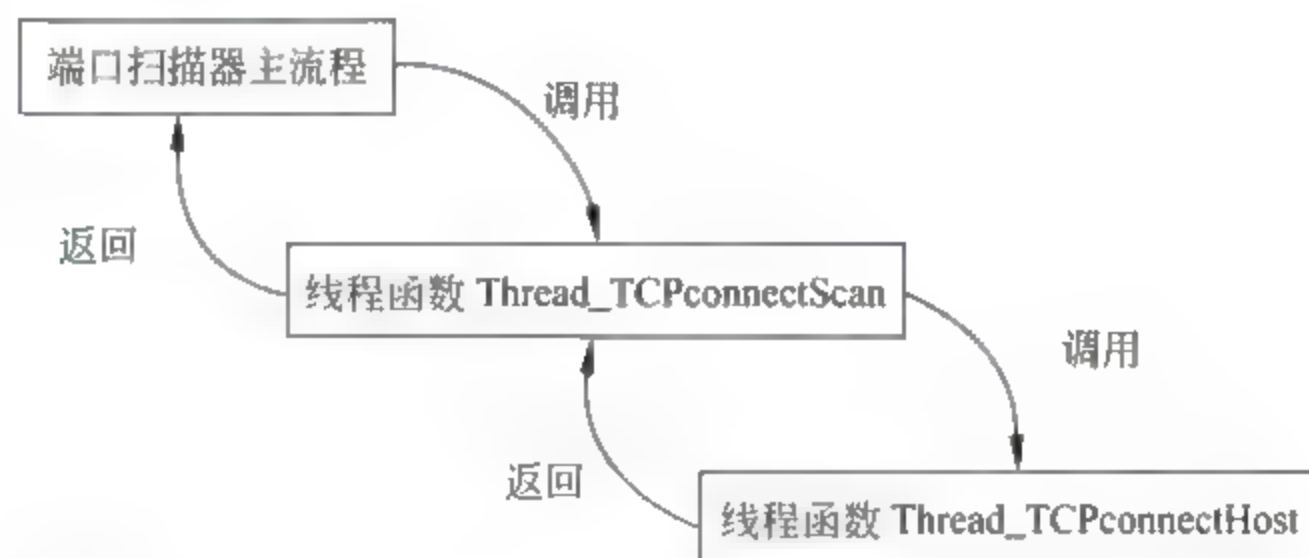 端口扫描器主流程
调用
返回
线程函数 Thread_TCPconnectScan
调用
返回
线程函数 Thread_TCPconnectHost